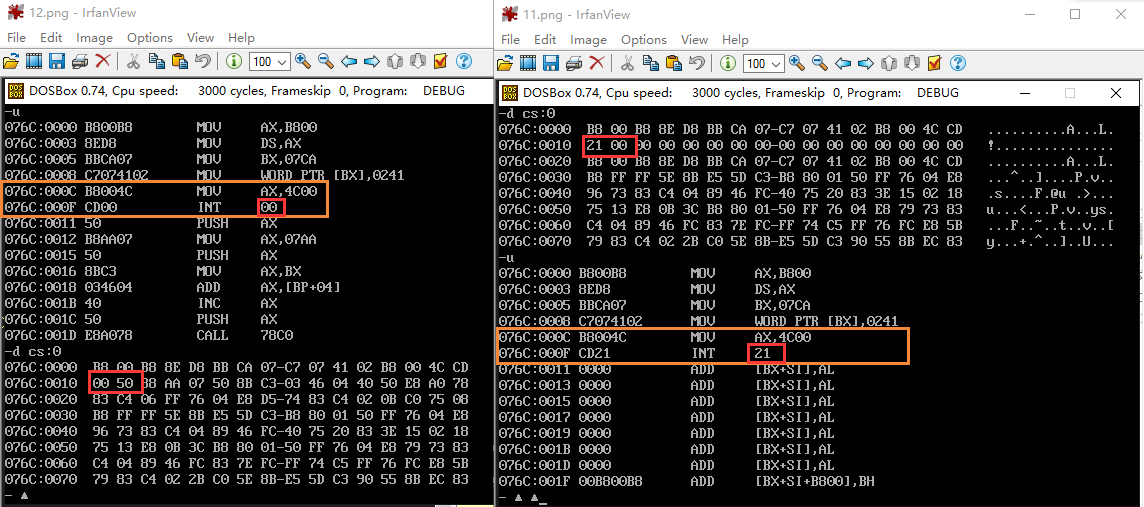 12.png - IrfanView
File Edit Image Options View Help
100
DOSBox 0.74, Cpu speed: 3000 cycles, Frameskip 0, Program: DEBUG
-u
076C:0000 B800B8 MOV AX,B800
076C:0003 8ED8 MOV DS,AX
076C:0005 BBCA07 MOV BX,07CA
076C:0008 C7074102 MOV WORD PTR [BX],0241
076C:000C B8004C MOV AX,4C00
076C:000F CD00 INT 00
076C:0011 50 PUSH AX
076C:0012 B8AA07 MOV AX,07AA
076C:0015 50 PUSH AX
076C:0016 8BC3 MOV AX,BX
076C:0018 034604 ADD AX,[BP+04]
076C:001B 40 INC AX
076C:001C 50 PUSH AX
076C:001D E8A078 CALL 78C0
-d cs:0
076C:0000 B8 00 B8 8E D8 BB CA 07-C7 07 41 02 B8 00 4C CD
076C:0010 00 50 B8 AA 07 50 8B C3-03 46 04 40 50 E8 A0 78
076C:0020 83 C4 06 FF 76 04 E8 D5-74 83 C4 02 0B C0 75 08
076C:0030 B8 FF FF 5E 8B E5 5D C3-B8 80 01 50 FF 76 04 E8
076C:0040 96 73 83 C4 04 89 46 FC-40 75 20 83 3E 15 02 18
076C:0050 75 13 E8 0B 3C B8 80 01-50 FF 76 04 E8 79 73 83
076C:0060 C4 04 89 46 FC 83 7E FC-FF 74 C5 FF 76 FC E8 5B
076C:0070 79 83 C4 02 2B C0 5E 8B-E5 5D C3 90 55 8B EC 83
-
11.png - IrfanView
File Edit Image Options View Help
100
DOSBox 0.74, Cpu speed: 3000 cycles, Frameskip 0, Program: DEBUG
-d cs:0
076C:0000 B8 00 B8 8E D8 BB CA 07-C7 07 41 02 B8 00 4C CD ..........A...L.
076C:0010 21 00 00 00 00 00 00 00-00 00 00 00 00 00 00 00 !...............
076C:0020 B8 00 B8 8E D8 BB CA 07-C7 07 41 02 B8 00 4C CD ..........A...L.
076C:0030 B8 FF FF 5E 8B E5 5D C3-B8 80 01 50 FF 76 04 E8 ...^..]....P.v..
076C:0040 96 73 83 C4 04 89 46 FC-40 75 20 83 3E 15 02 18 .s....F.@u .>...
076C:0050 75 13 E8 0B 3C B8 80 01-50 FF 76 04 E8 79 73 83 u...<...P.v..ys.
076C:0060 C4 04 89 46 FC 83 7E FC-FF 74 C5 FF 76 FC E8 5B ...F..~..t..v..[
076C:0070 79 83 C4 02 2B C0 5E 8B-E5 5D C3 90 55 8B EC 83 y...+.^..]..U...
-u
076C:0000 B800B8 MOV AX,B800
076C:0003 8ED8 MOV DS,AX
076C:0005 BBCA07 MOV BX,07CA
076C:0008 C7074102 MOV WORD PTR [BX],0241
076C:000C B8004C MOV AX,4C00
076C:000F CD21 INT 21
076C:0011 0000 ADD [BX+SI],AL
076C:0013 0000 ADD [BX+SI],AL
076C:0015 0000 ADD [BX+SI],AL
076C:0017 0000 ADD [BX+SI],AL
076C:0019 0000 ADD [BX+SI],AL
076C:001B 0000 ADD [BX+SI],AL
076C:001D 0000 ADD [BX+SI],AL
076C:001F 00B800B8 ADD [BX+SI+B800],BH
- _